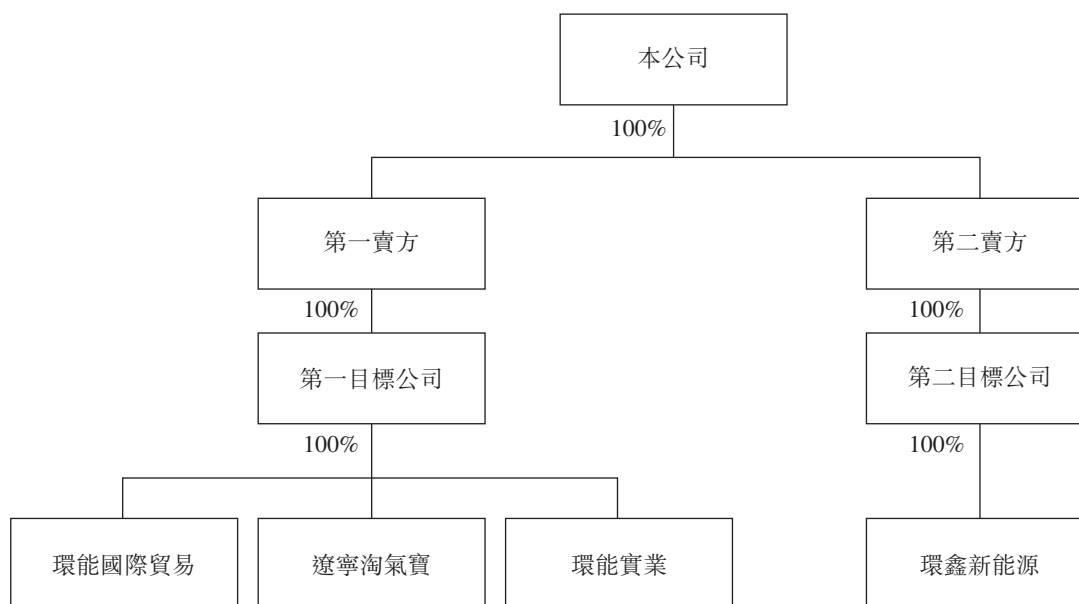 本公司
100%
第一賣方
第二賣方
100%
100%
第一目標公司
第二目標公司
100%
100%
環能國際貿易
遼寧淘氣寶
環能實業
環鑫新能源